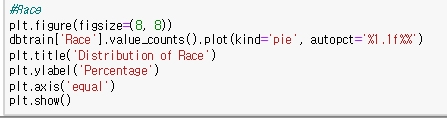 #Race
plt.figure(figsize=(8, 8))
dbtrain['Race'].value_counts().plot(kind='pie', autopct='%1.1f%%')
plt.title('Distribution of Race')
plt.ylabel('Percentage')
plt.axis('equal')
plt.show()